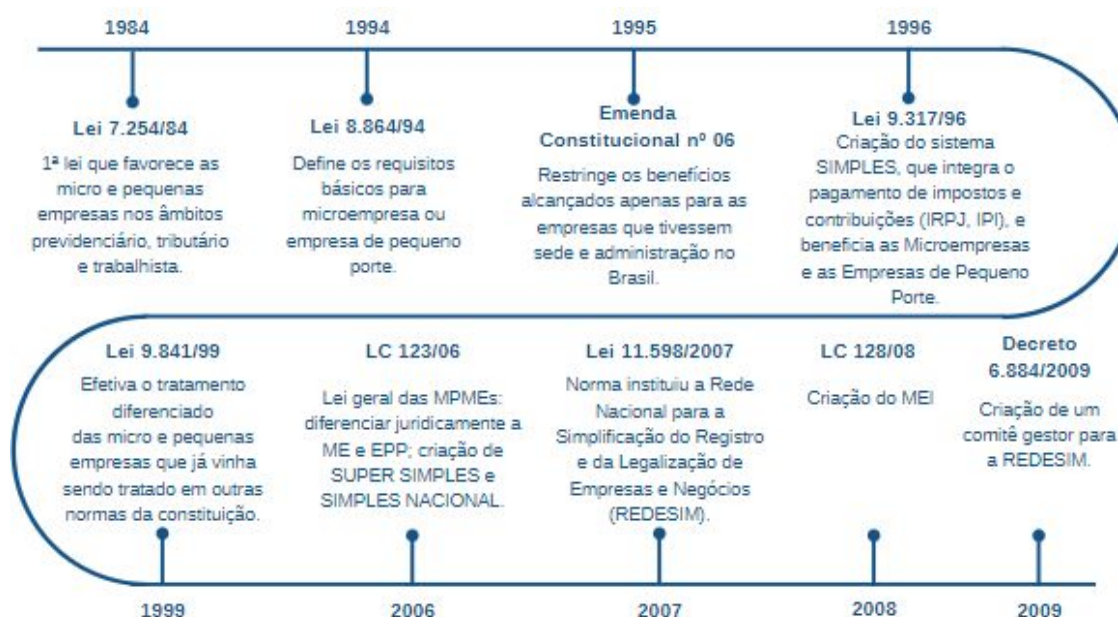 1984
1994
1995
1996
Lei 7.254/84
1ª lei que favorece as
micro e pequenas
empresas nos âmbitos
previdenciário, tributário
e trabalhista.
Lei 8.864/94
Define os requisitos
básicos para
microempresa ou
empresa de pequeno
porte.
Emenda
Constitucional nº 06
Restringe os benefícios
alcançados apenas para as
empresas que tivessem
sede e administração no
Brasil.
Lei 9.317/96
Criação do sistema
SIMPLES, que integra o
pagamento de impostos e
contribuições (IRPJ, IPI), e
beneficia as Microempresas
e as Empresas de Pequeno
Porte.
Lei 9.841/99
Efetiva o tratamento
diferenciado
das micro e pequenas
empresas que já vinha
sendo tratado em outras
normas da constituição.
LC 123/06
Lei geral das MPMEs:
diferenciar juridicamente a
ME e EPP; criação de
SUPER SIMPLES e
SIMPLES NACIONAL.
Lei 11.598/2007
Norma instituiu a Rede
Nacional para a
Simplificação do Registro
e da Legalização de
Empresas e Negócios
(REDESIM).
LC 128/08
Criação do MEI
Decreto
6.884/2009
Criação de um
comitê gestor para
a REDESIM.
1999
2006
2007
2008
2009